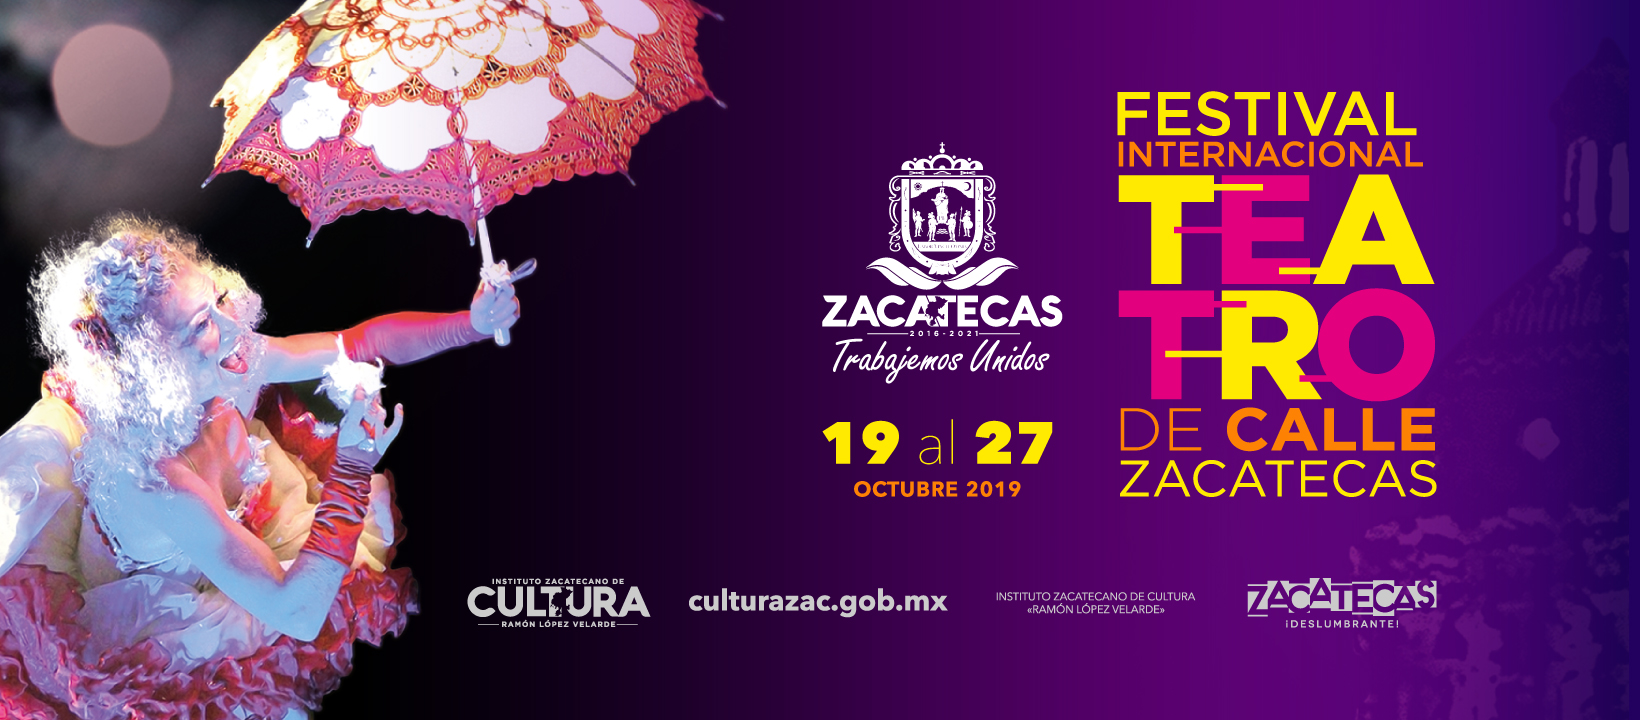 FESTIVAL
INTERNACIONAL
TEA
TRO
DE CALLE
ZACATECAS
ZACATECAS
2016-2021
Trabajemos Unidos
19 al 27
OCTUBRE 2019
INSTITUTO ZACATECANO DE
CULTURA
RAMÓN LÓPEZ VELARDE
culturazac.gob.mx
INSTITUTO ZACATECANO DE CULTURA
«RAMÓN LÓPEZ VELARDE»
ZACATECAS
¡DESLUMBRANTE!